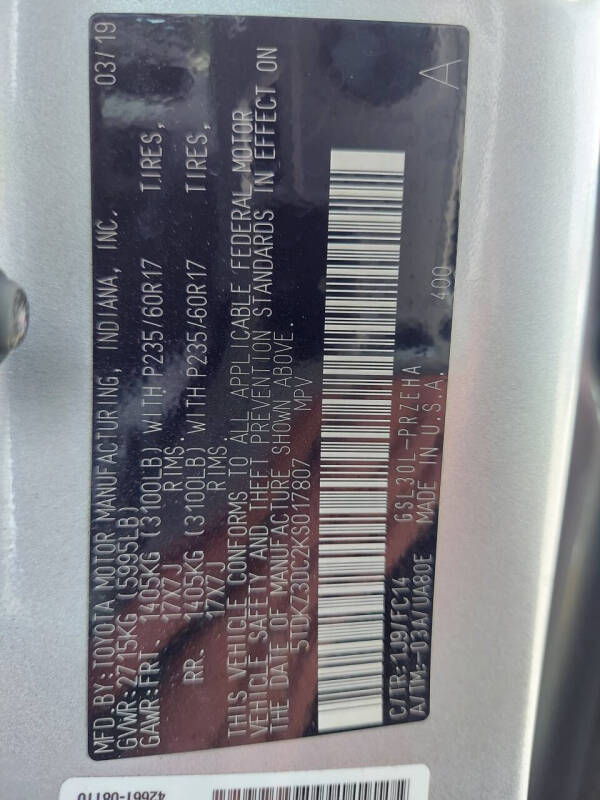 MFD.BY:TOYOTA MOTOR MANUFACTURING, INDIANA, INC. 03/19
GVWR:2715KG (5995LB)
GAWR:FRT. 1405KG (3100LB) WITH P235/60R17 TIRES,
17X7J RIMS.
RR. 1405KG (3100LB) WITH P235/60R17 TIRES,
17X7J RIMS.
THIS VEHICLE CONFORMS TO ALL APPLICABLE FEDERAL MOTOR
VEHICLE SAFETY AND THEFT PREVENTION STANDARDS IN EFFECT ON
THE DATE OF MANUFACTURE SHOWN ABOVE.
5TDKZ3DC2KS017807 MPV
C/TR:1J9/FC14 GSL30L-PRZEHA 400 A
A/TM:-03A/UA80E MADE IN U.S.A.
42661-08110